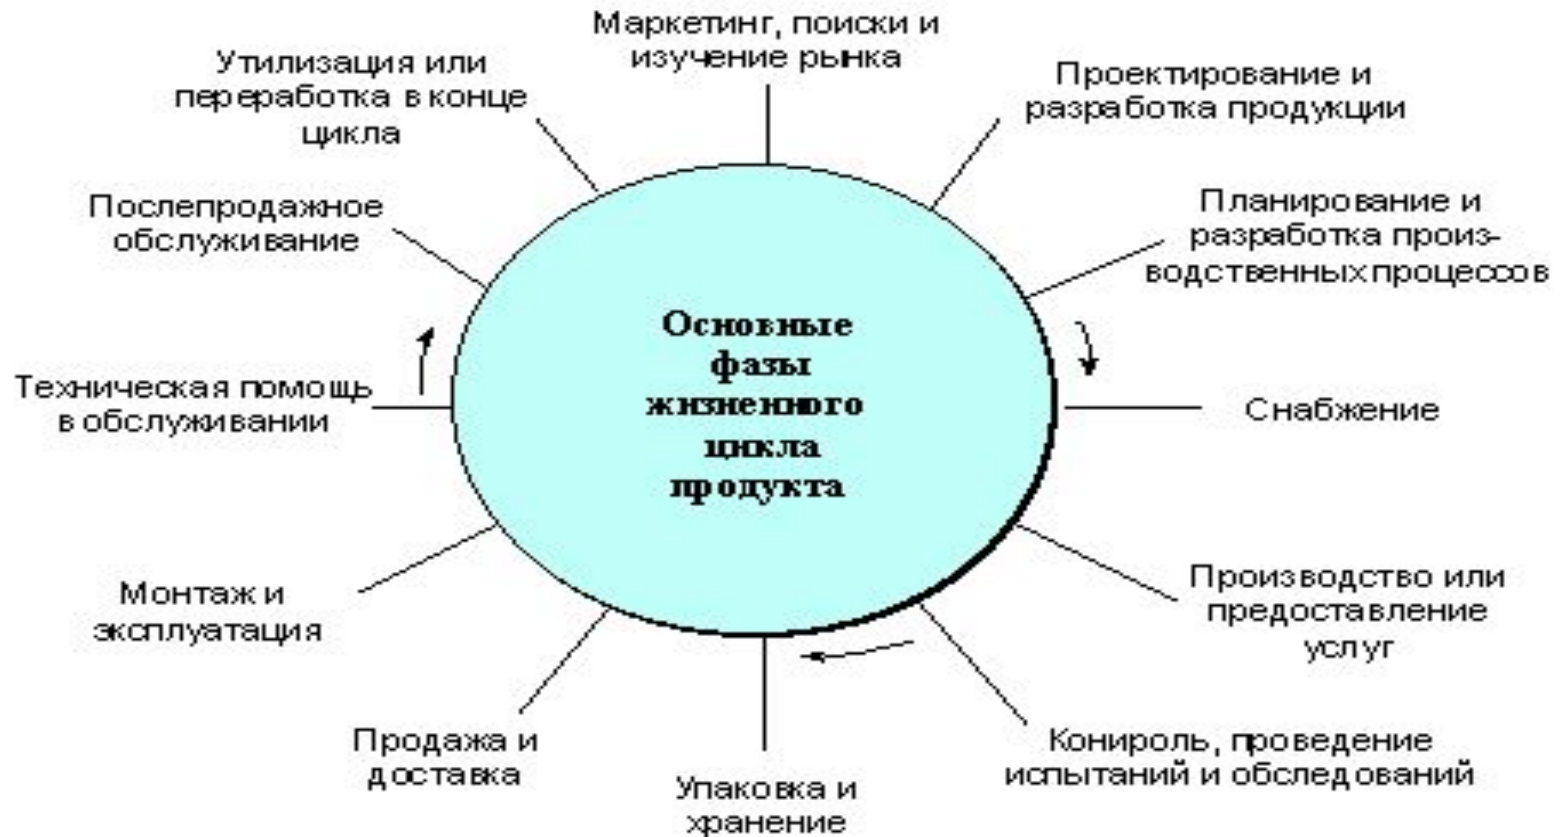 Маркетинг, поиски и
изучение рынка
Проектирование и
разработка продукции
Планирование и
разработка произ-
водственных процессов
Снабжение
Производство или
предоставление
услуг
Конироль, проведение
испытаний и обследований
Упаковка и
хранение
Продажа и
доставка
Монтаж и
эксплуатация
Техническая помощь
в обслуживании
Послепродажное
обслуживание
Утилизация или
переработка в конце
цикла
Основные
фазы
жизненного
цикла
продукта